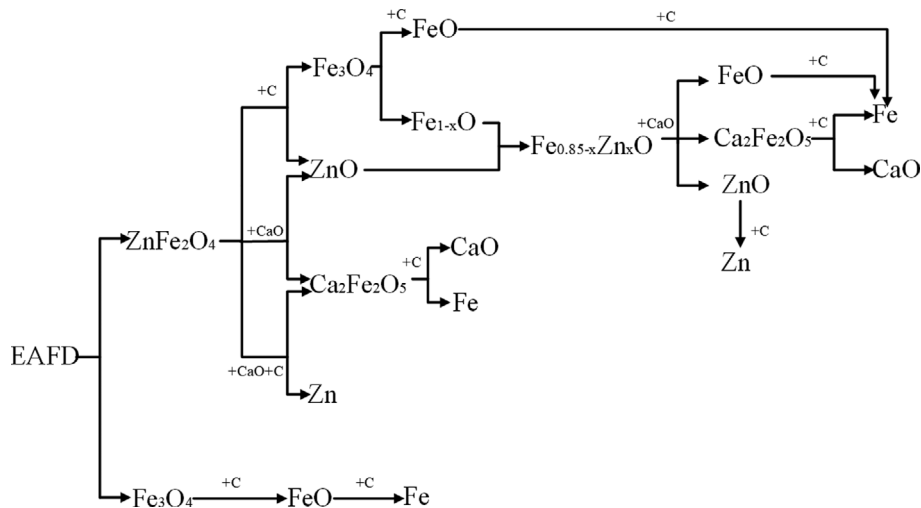 +C
FeO
+C
Fe₃O₄
+C
FeO
+C
+C
Fe
Fe₁₋ₓO
+CaO
Fe₀.₈₅₋ₓZnₓO
Ca₂Fe₂O₅
+C
ZnO
CaO
ZnO
+CaO
+C
ZnFe₂O₄
CaO
Zn
+C
Ca₂Fe₂O₅
Fe
EAFD
+CaO+C
Zn
+C
+C
Fe₃O₄
FeO
Fe